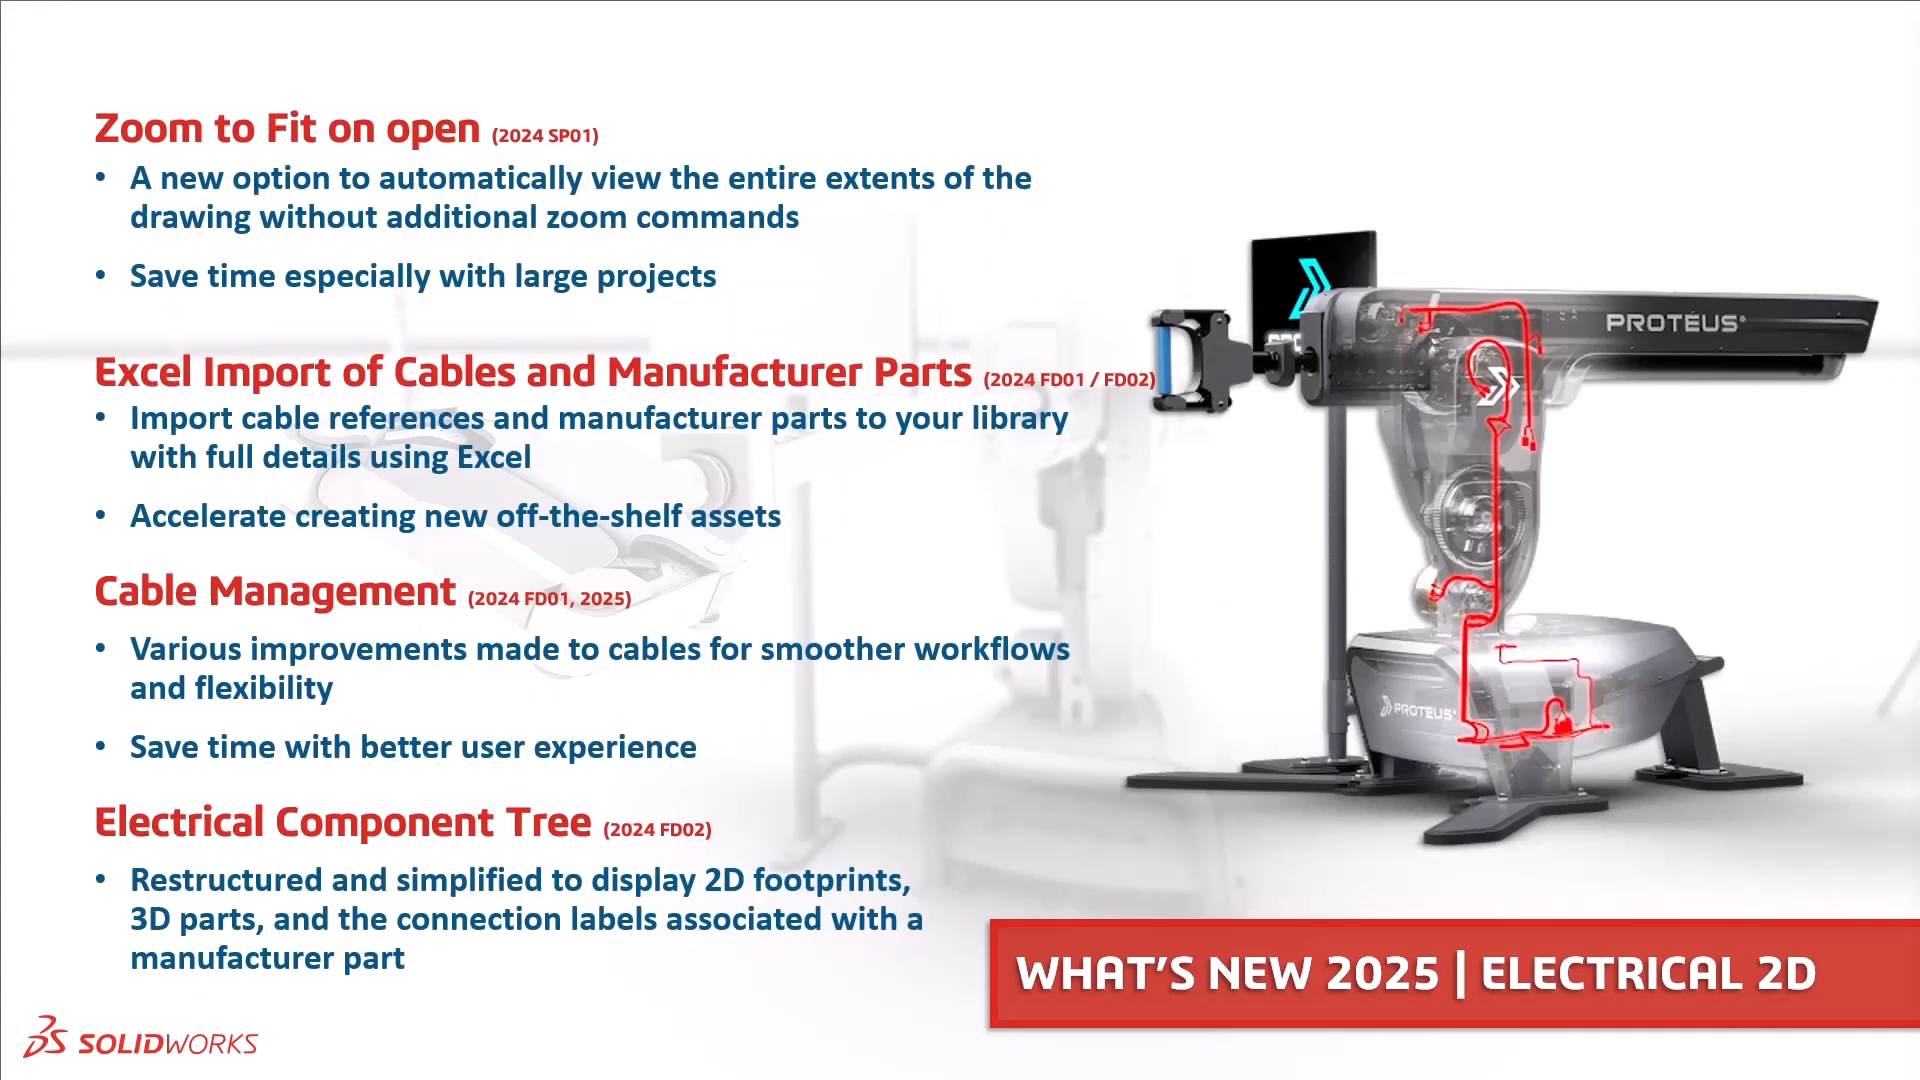 Zoom to Fit on open (2024 SP01)
• A new option to automatically view the entire extents of the
drawing without additional zoom commands
• Save time especially with large projects
Excel Import of Cables and Manufacturer Parts (2024 FD01 / FD02)
• Import cable references and manufacturer parts to your library
with full details using Excel
• Accelerate creating new off-the-shelf assets
Cable Management (2024 FD01, 2025)
• Various improvements made to cables for smoother workflows
and flexibility
• Save time with better user experience
Electrical Component Tree (2024 FD02)
• Restructured and simplified to display 2D footprints,
3D parts, and the connection labels associated with a
manufacturer part
PROTEUS®
PROTEUS®
WHAT'S NEW 2025 | ELECTRICAL 2D
SOLIDWORKS